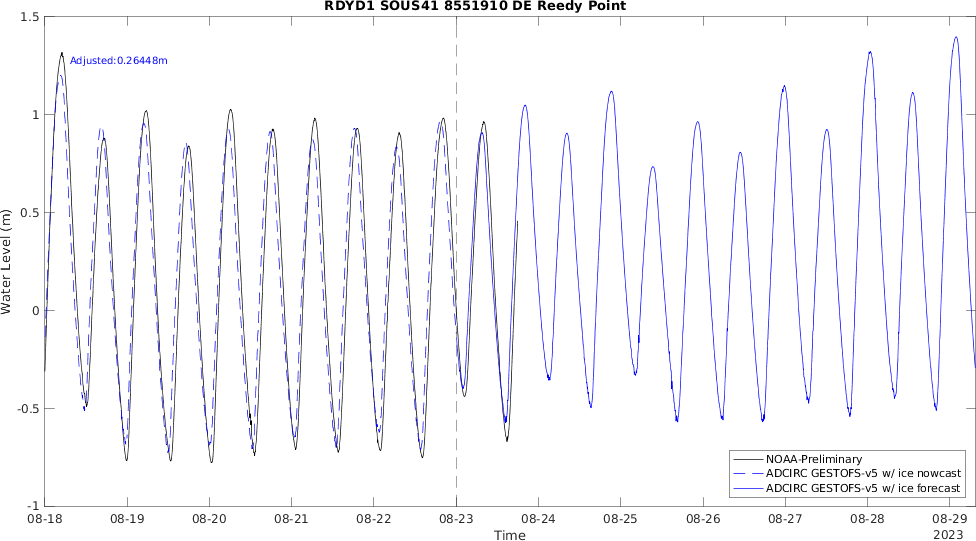 RDYD1 SOUS41 8551910 DE Reedy Point
Adjusted:0.26448m
Water Level (m)
1.5
1
0.5
0
-0.5
-1
NOAA-Preliminary
ADCIRC GESTOFS-v5 w/ ice nowcast
ADCIRC GESTOFS-v5 w/ ice forecast
08-18 08-19 08-20 08-21 08-22 08-23 08-24 08-25 08-26 08-27 08-28 08-29
2023
Time